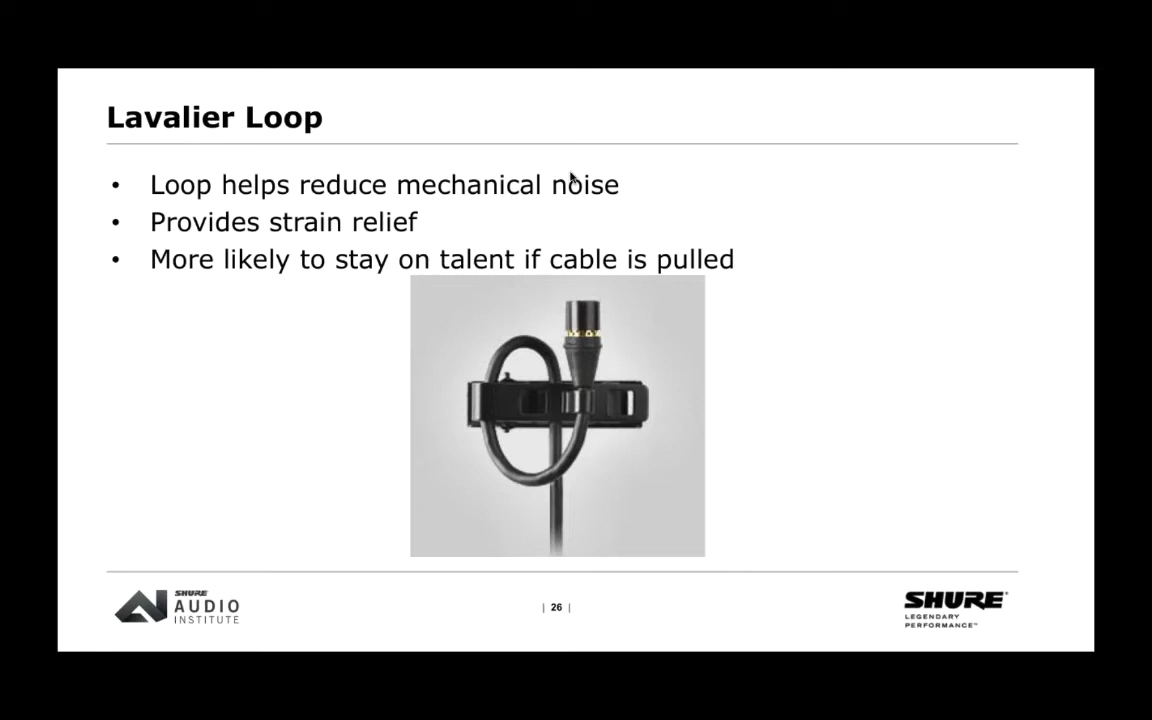 Lavalier Loop
• Loop helps reduce mechanical noise
• Provides strain relief
• More likely to stay on talent if cable is pulled
SHURE
AUDIO
INSTITUTE
| 26 |
SHURE®
LEGENDARY
PERFORMANCE™